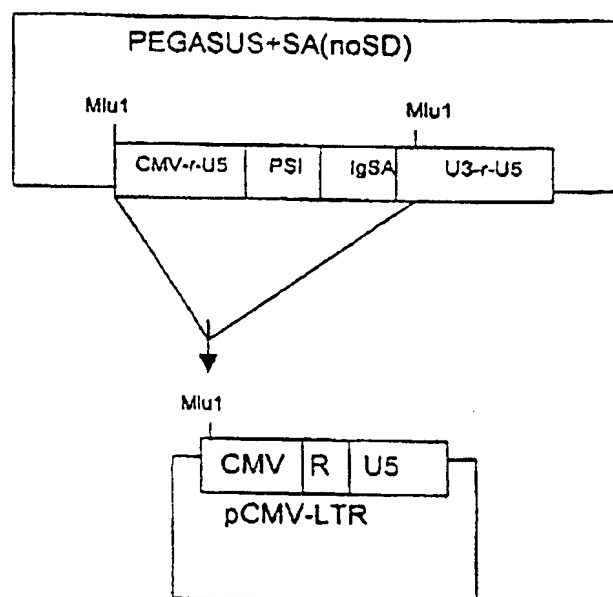 PEGASUS+SA(noSD)
Mlu1 Mlu1
CMV-r-U5 PSI IgSA U3-r-U5
Mlu1
CMV R U5
pCMV-LTR